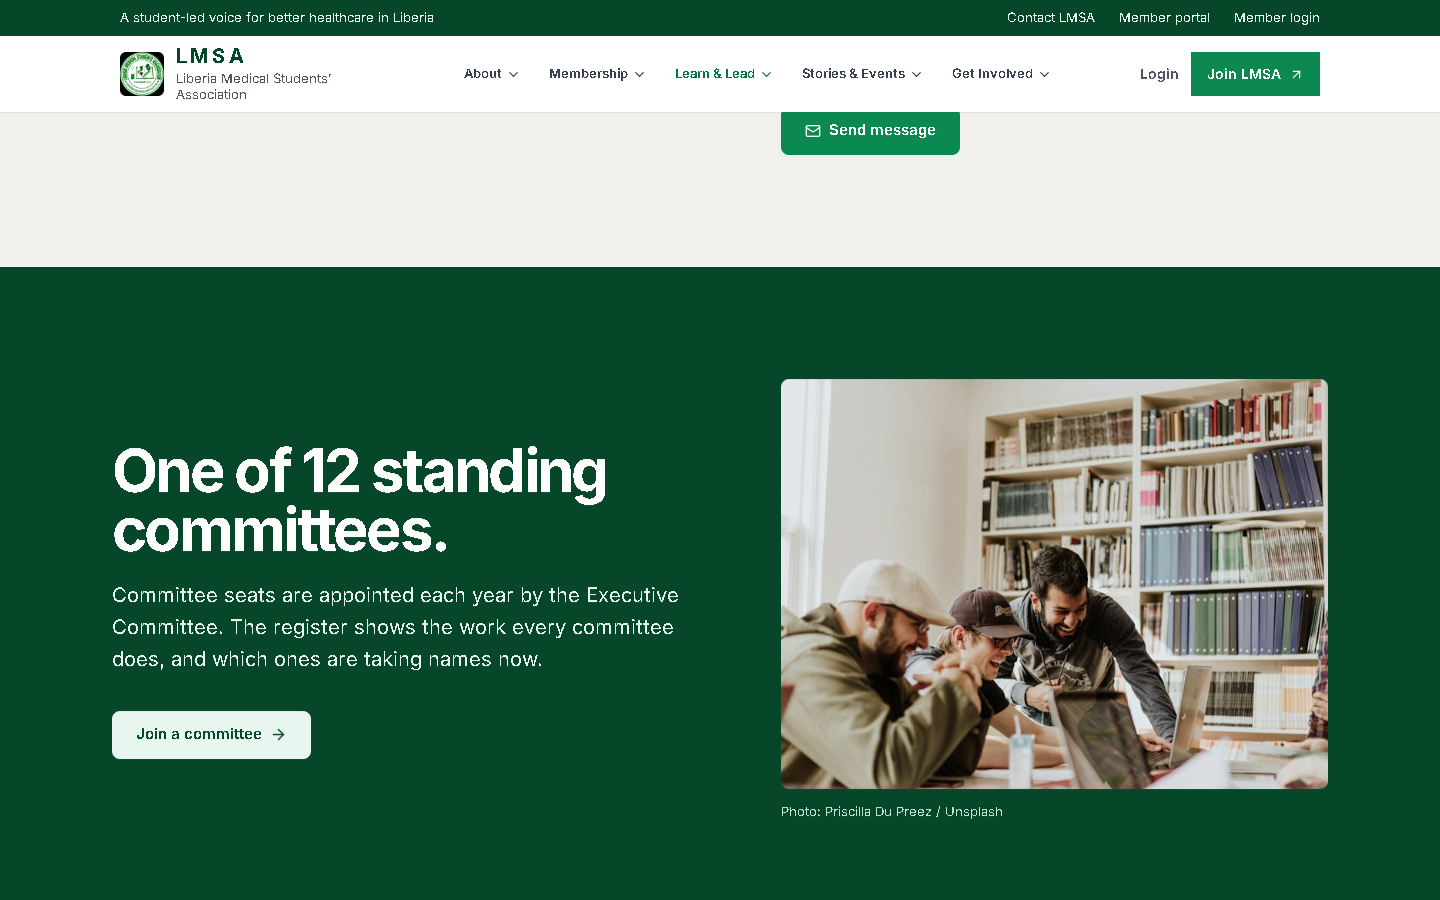 A student-led voice for better healthcare in Liberia
Contact LMSA
Member portal
Member login
LMSA
Liberia Medical Students'
Association
About
Membership
Learn & Lead
Stories & Events
Get Involved
Login
Join LMSA
Send message
One of 12 standing
committees.
Committee seats are appointed each year by the Executive
Committee. The register shows the work every committee
does, and which ones are taking names now.
Join a committee
Photo: Priscilla Du Preez / Unsplash